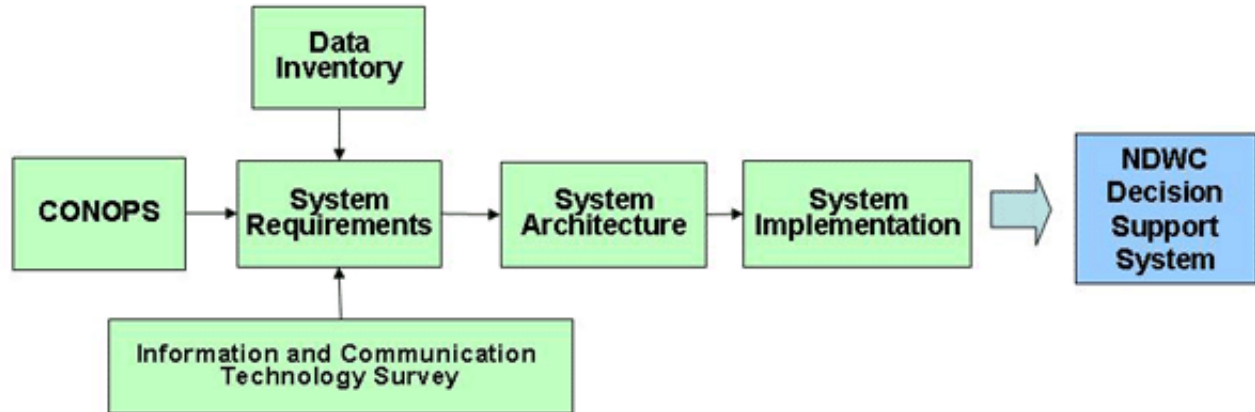 Data
Inventory
CONOPS
System
Requirements
System
Architecture
System
Implementation
NDWC
Decision
Support
System
Information and Communication
Technology Survey